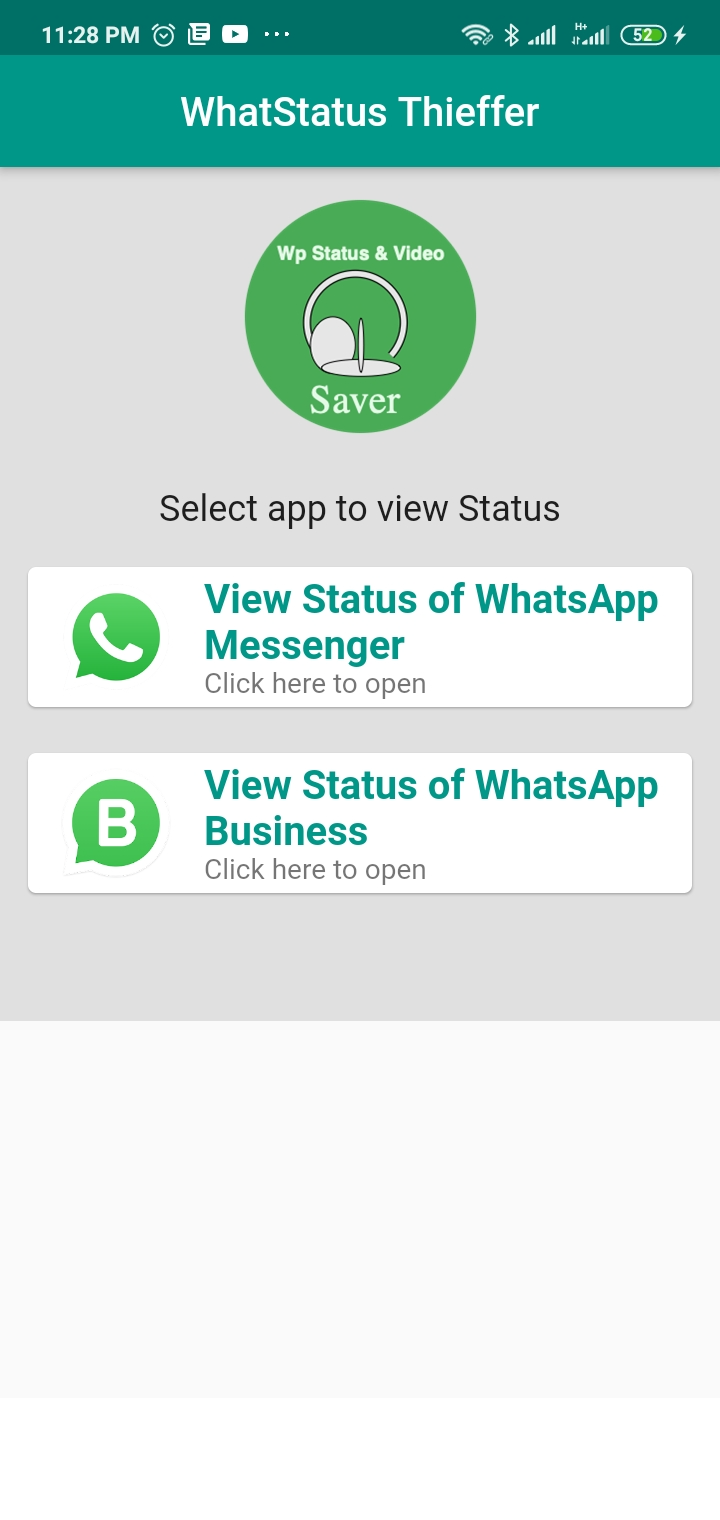 11:28 PM
H+
52
WhatStatus Thieffer
Wp Status & Video
Saver
Select app to view Status
View Status of WhatsApp
Messenger
Click here to open
B
View Status of WhatsApp
Business
Click here to open